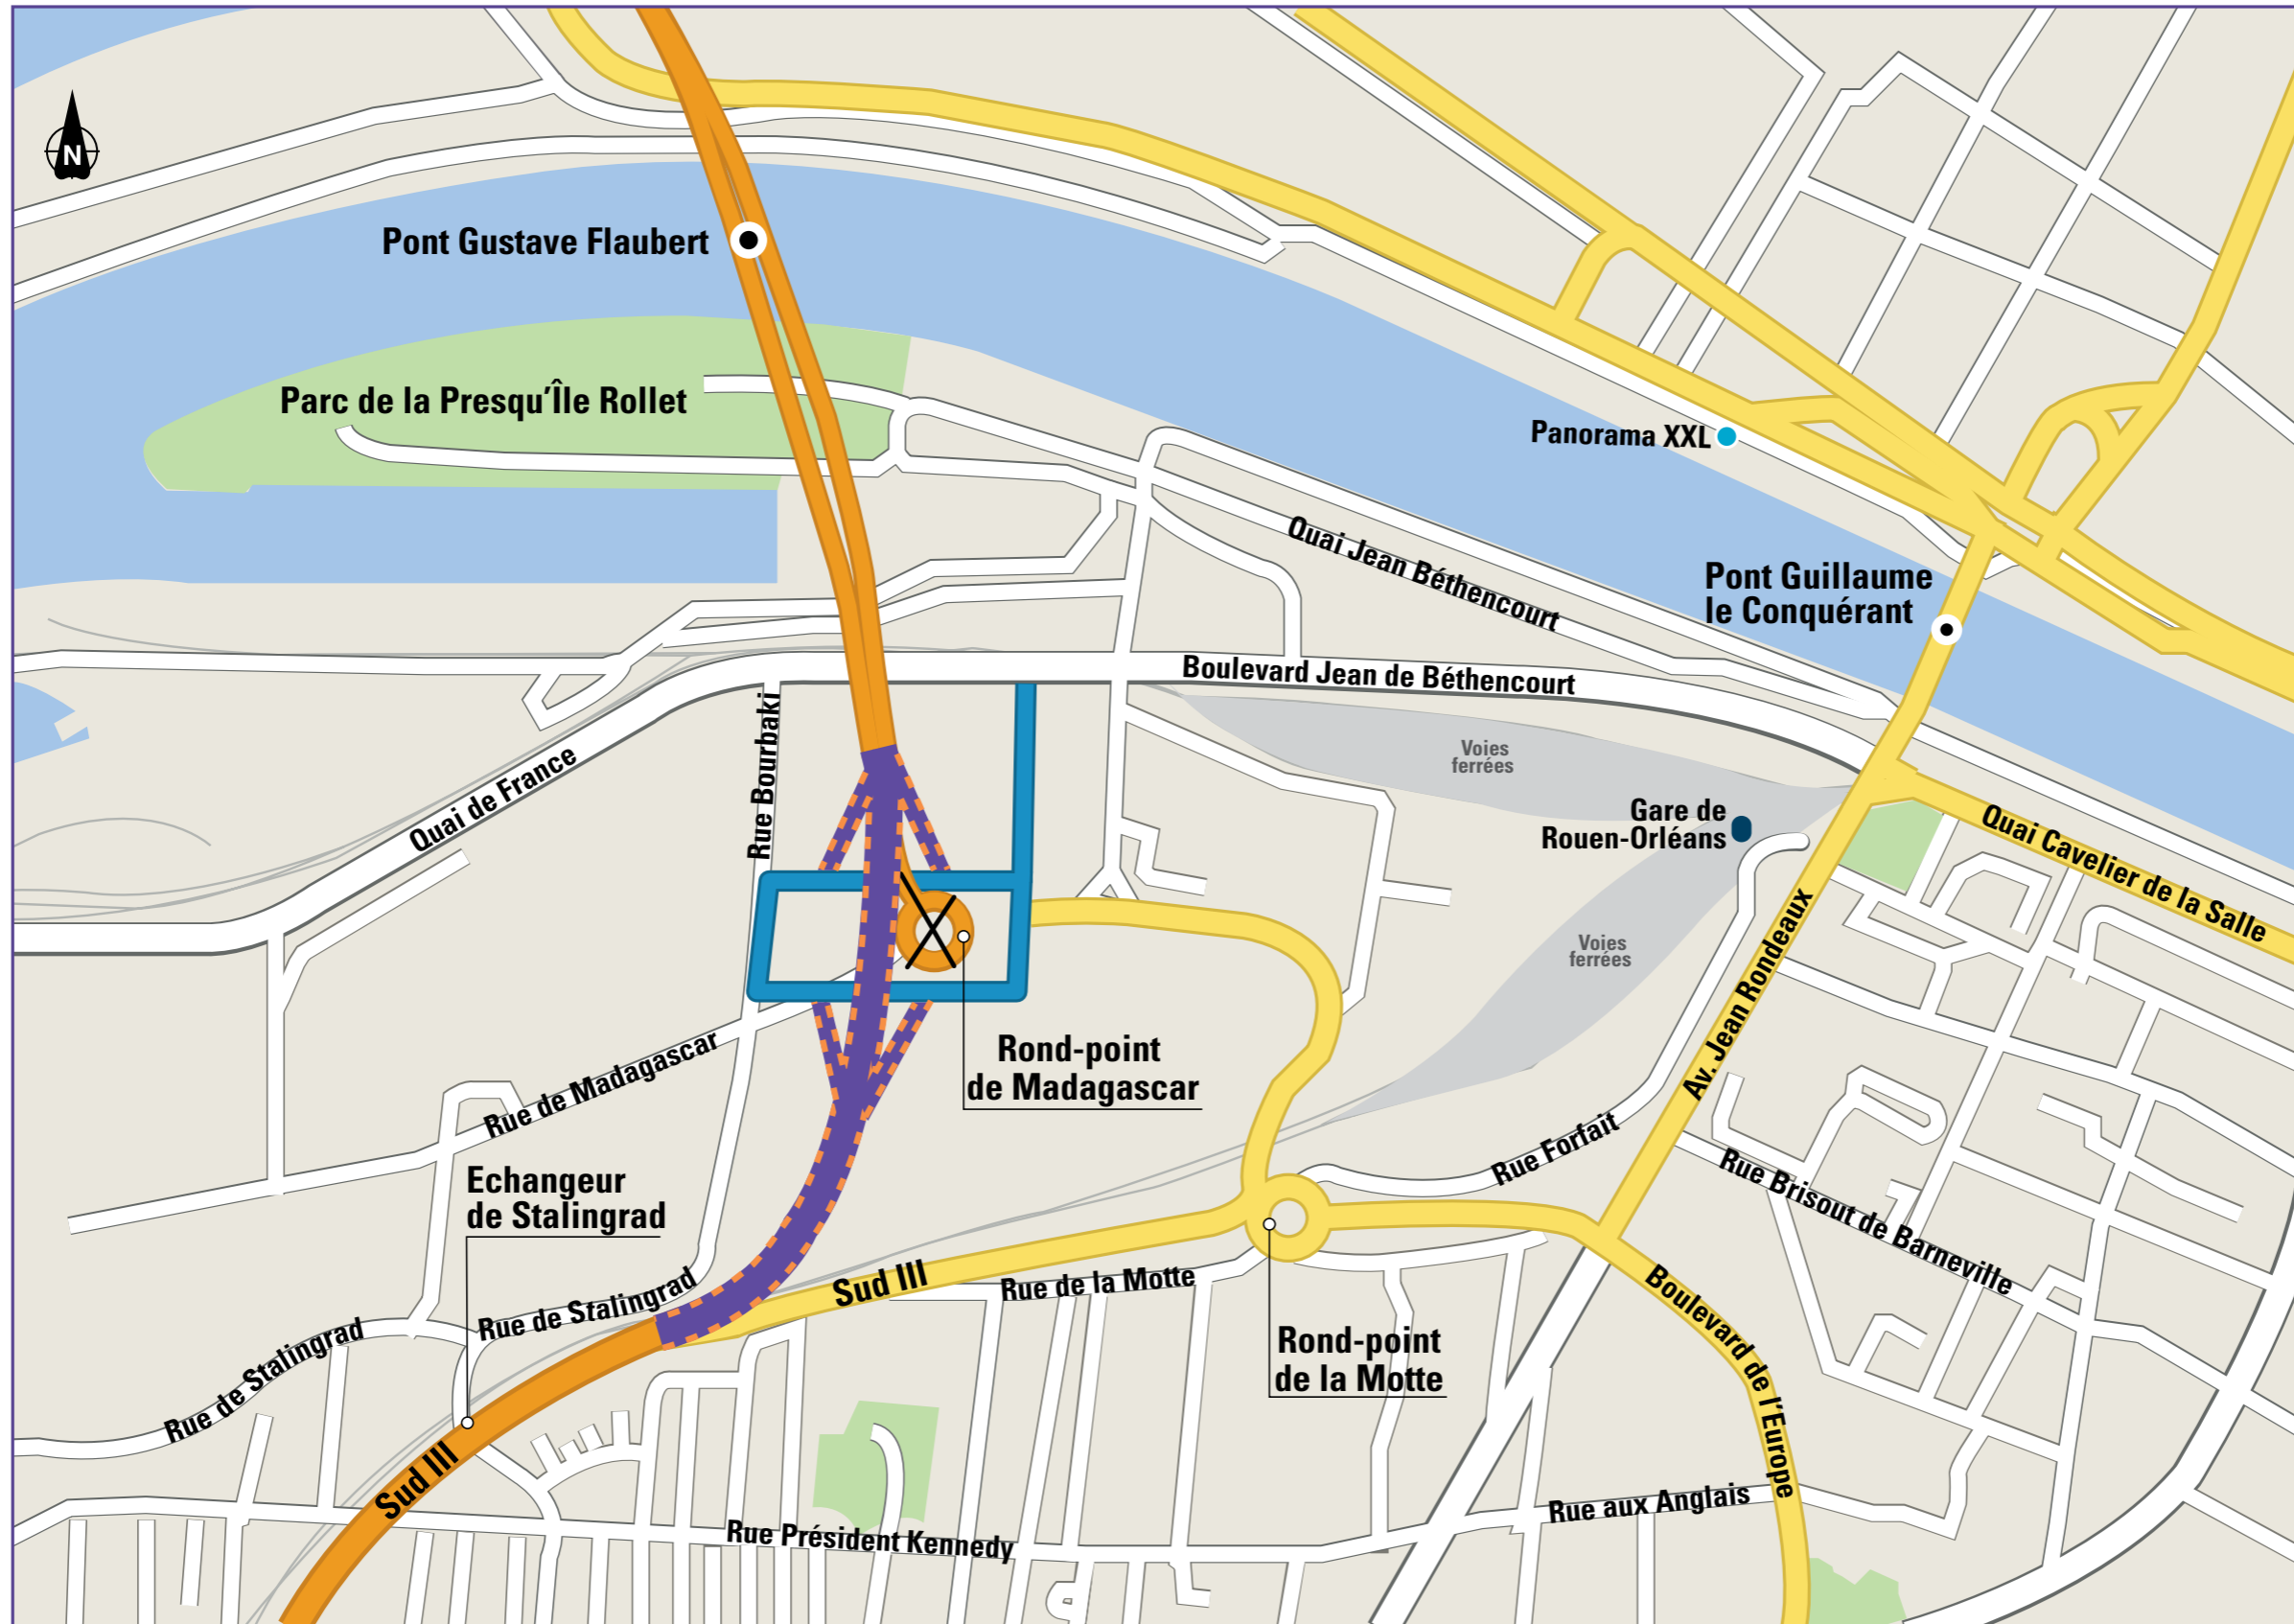 N
Pont Gustave Flaubert
Parc de la Presqu'Île Rollet
Panorama XXL
Quai Jean Béthencourt
Pont Guillaume
le Conquérant
Boulevard Jean de Béthencourt
Rue Bourbaki
Quai de France
Voies
ferrées
Gare de
Rouen-Orléans
Quai Cavelier de la Salle
Av. Jean Rondeaux
Voies
ferrées
Rond-point
de Madagascar
Rue de Madagascar
Echangeur
de Stalingrad
Rue Forfait
Rue Brisout de Barneville
Sud III
Rue de la Motte
Rue de Stalingrad
Rue de Stalingrad
Rond-point
de la Motte
Boulevard de l'Europe
Sud III
Rue aux Anglais
Rue Président Kennedy